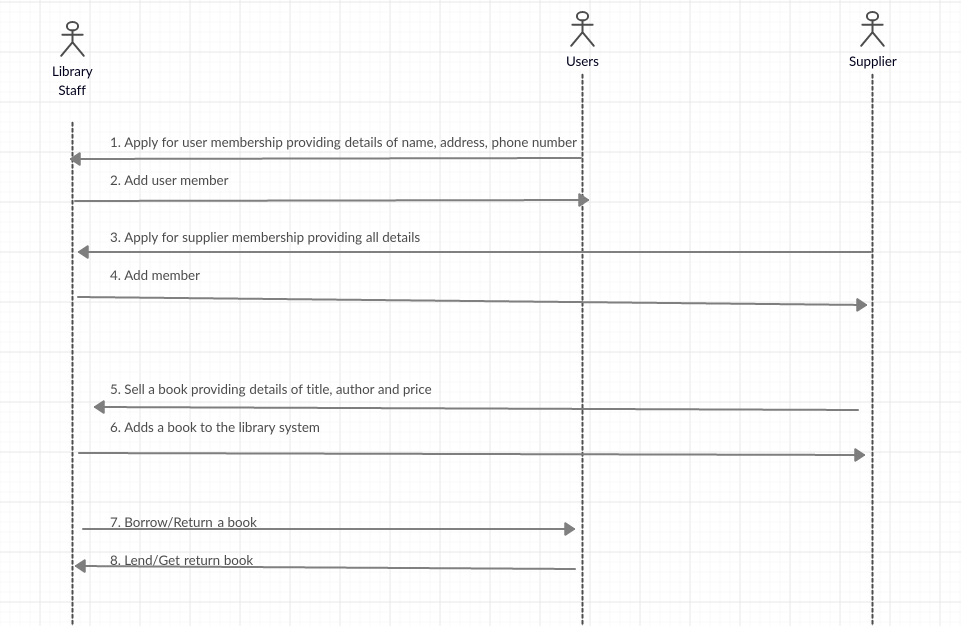 Library
Staff
Users
Supplier
1. Apply for user membership providing details of name, address, phone number
2. Add user member
3. Apply for supplier membership providing all details
4. Add member
5. Sell a book providing details of title, author and price
6. Adds a book to the library system
7. Borrow/Return a book
8. Lend/Get return book